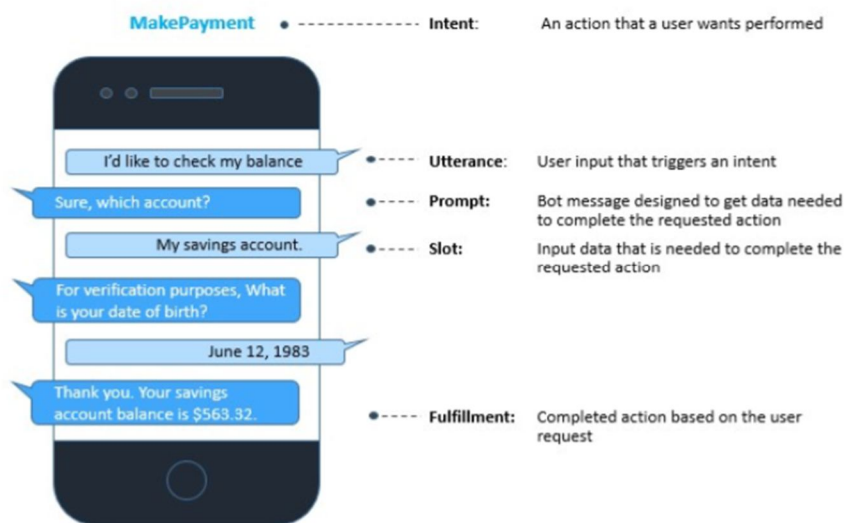 MakePayment Intent: An action that a user wants performed
I'd like to check my balance Utterance: User input that triggers an intent
Sure, which account? Prompt: Bot message designed to get data needed
to complete the requested action
My savings account. Slot: Input data that is needed to complete the
requested action
For verification purposes, What
is your date of birth?
June 12, 1983
Thank you. Your savings
account balance is $563.32.
Fulfillment: Completed action based on the user
request